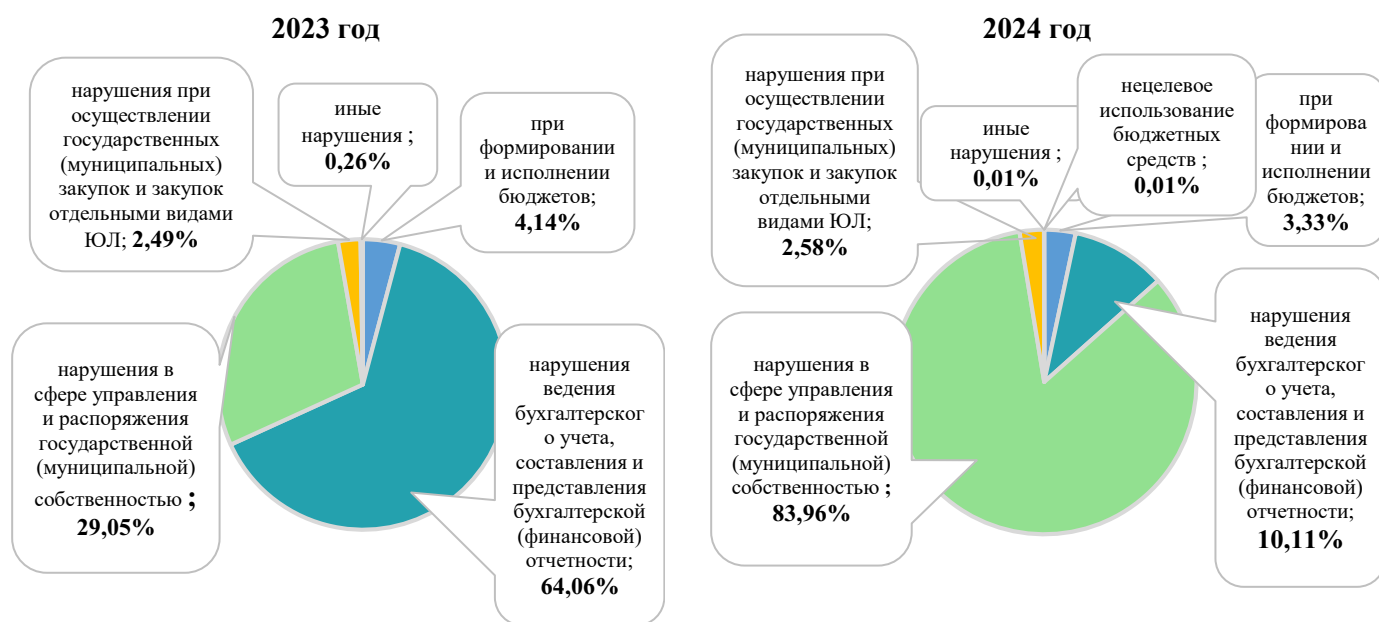 2023 год
нарушения при
осуществлении
государственных
(муниципальных)
закупок и закупок
отдельными видами
ЮЛ; 2,49%
иные
нарушения ;
0,26%
при
формировании
и исполнении
бюджетов;
4,14%
нарушения в
сфере управления
и распоряжения
государственной
(муниципальной)
собственностью ;
29,05%
нарушения
ведения
бухгалтерског
о учета,
составления и
представления
бухгалтерской
(финансовой)
отчетности;
64,06%
2024 год
нарушения при
осуществлении
государственных
(муниципальных)
закупок и закупок
отдельными
видами ЮЛ;
2,58%
иные
нарушения ;
0,01%
нецелевое
использование
бюджетных
средств ;
0,01%
при
формирова
нии и
исполнении
бюджетов;
3,33%
нарушения в
сфере управления
и распоряжения
государственной
(муниципальной)
собственностью ;
83,96%
нарушения
ведения
бухгалтерског
о учета,
составления и
представления
бухгалтерской
(финансовой)
отчетности;
10,11%